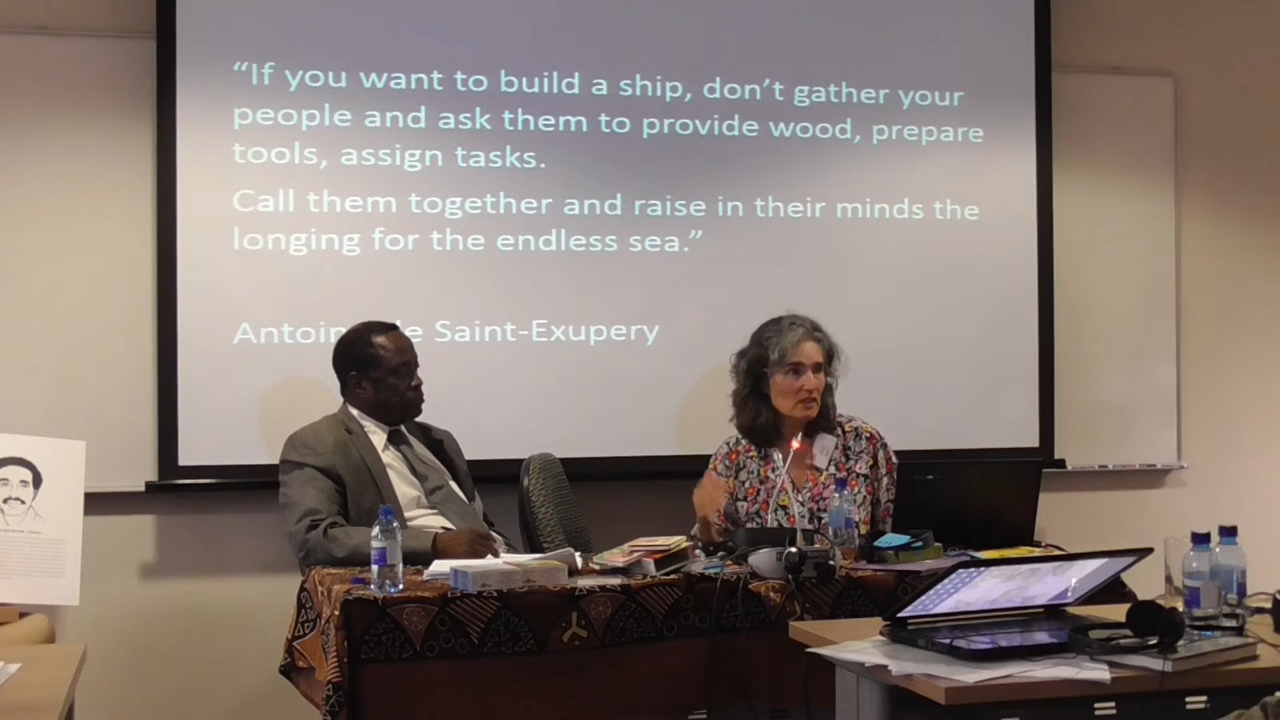 “If you want to build a ship, don’t gather your
people and ask them to provide wood, prepare
tools, assign tasks.
Call them together and raise in their minds the
longing for the endless sea.”
Saint-Exupery